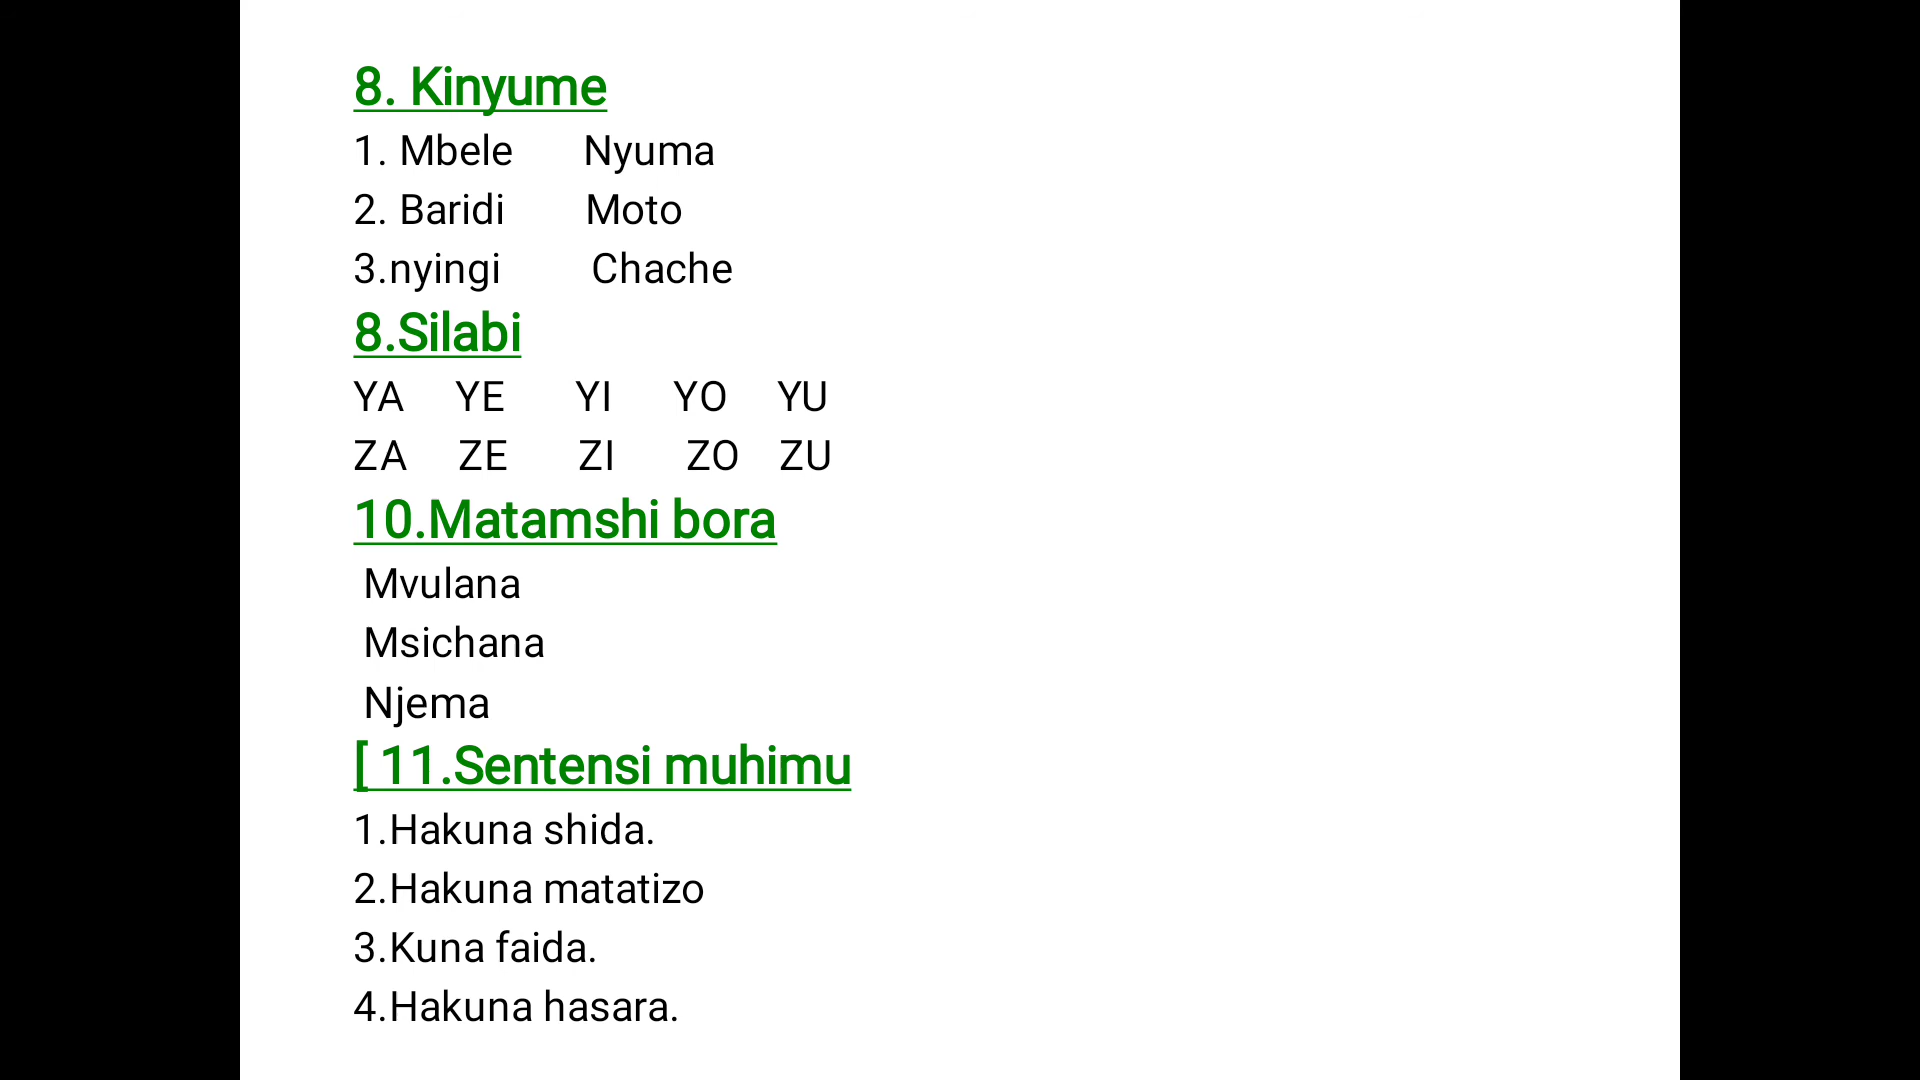 8. Kinyume
1. Mbele Nyuma
2. Baridi Moto
3.nyingi Chache
8.Silabi
YA YE YI YO YU
ZA ZE ZI ZO ZU
10.Matamshi bora
Mvulana
Msichana
Njema
[ 11.Sentensi muhimu
1.Hakuna shida.
2.Hakuna matatizo
3.Kuna faida.
4.Hakuna hasara.